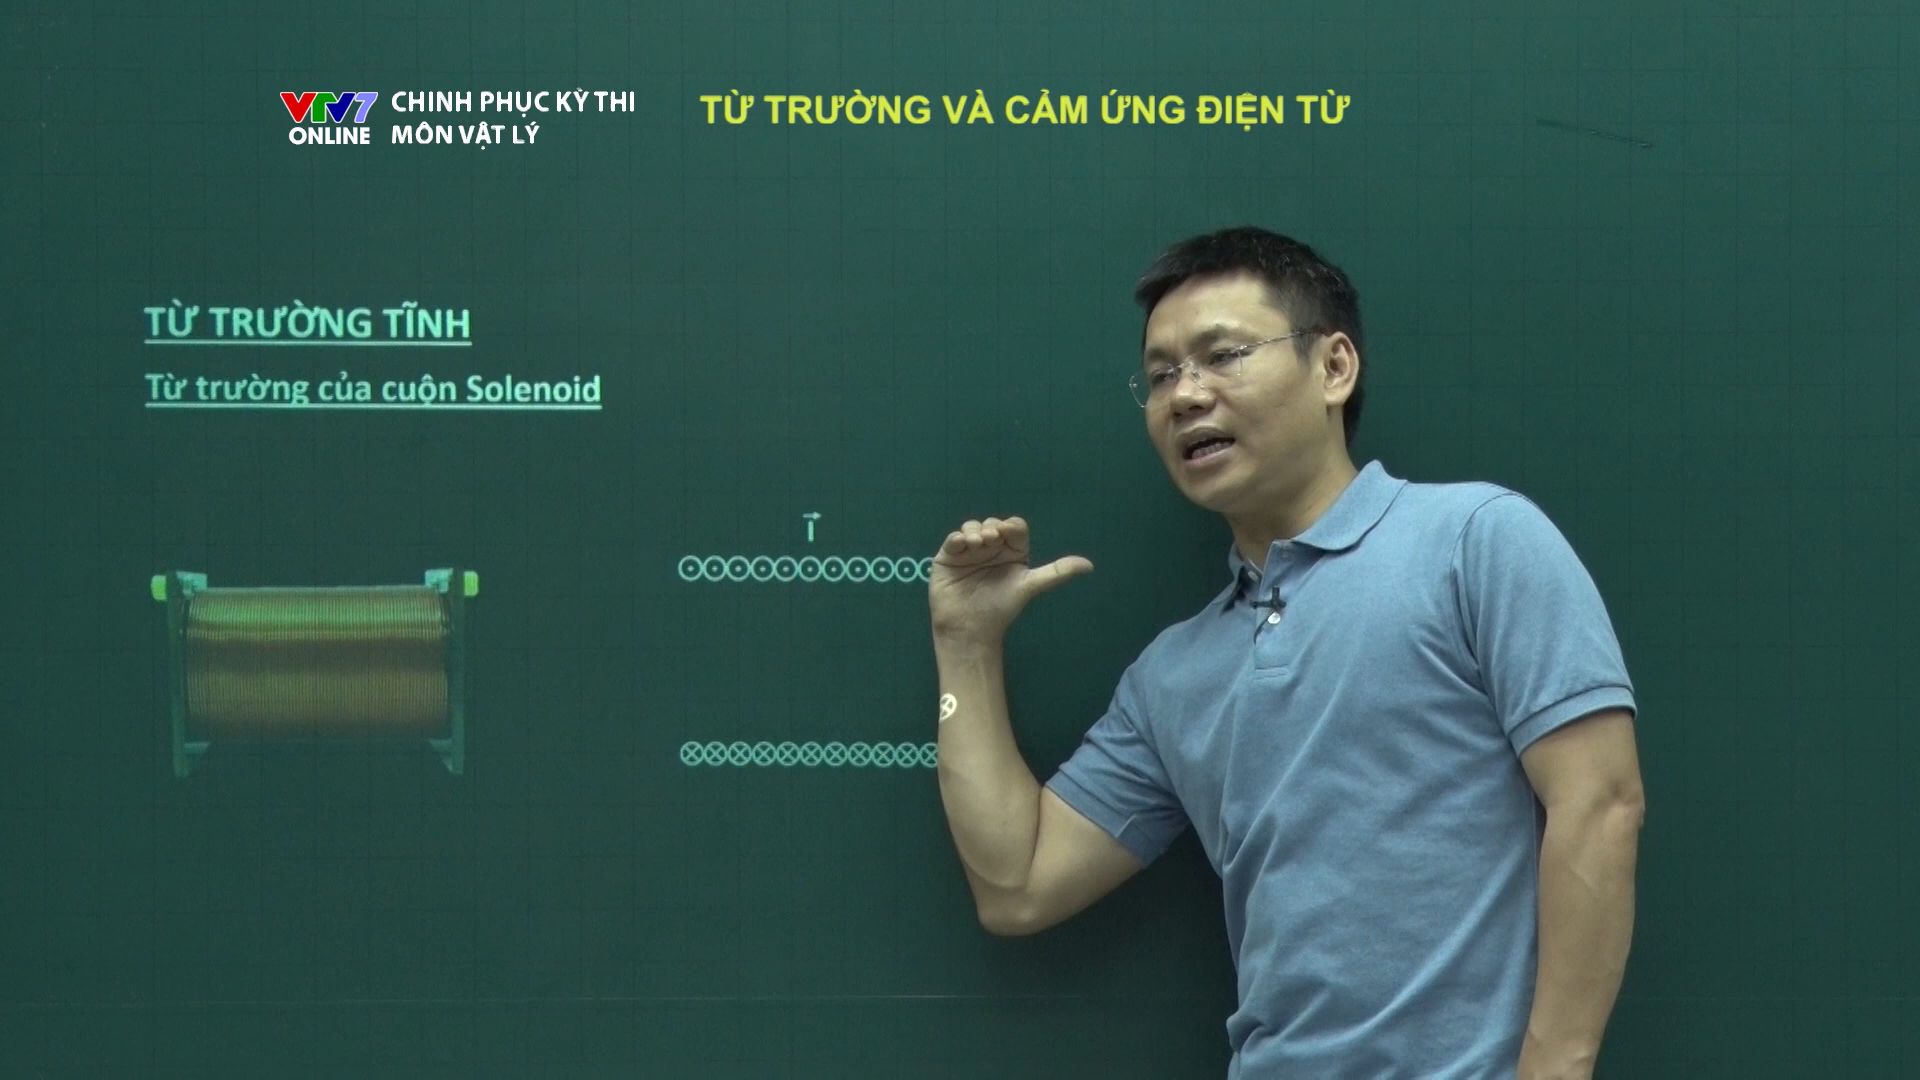 VTV7
ONLINE
CHINH PHỤC KỲ THI
MÔN VẬT LÝ
TỪ TRƯỜNG VÀ CẢM ỨNG ĐIỆN TỪ
TỪ TRƯỜNG TĨNH
Từ trường của cuộn Solenoid
I